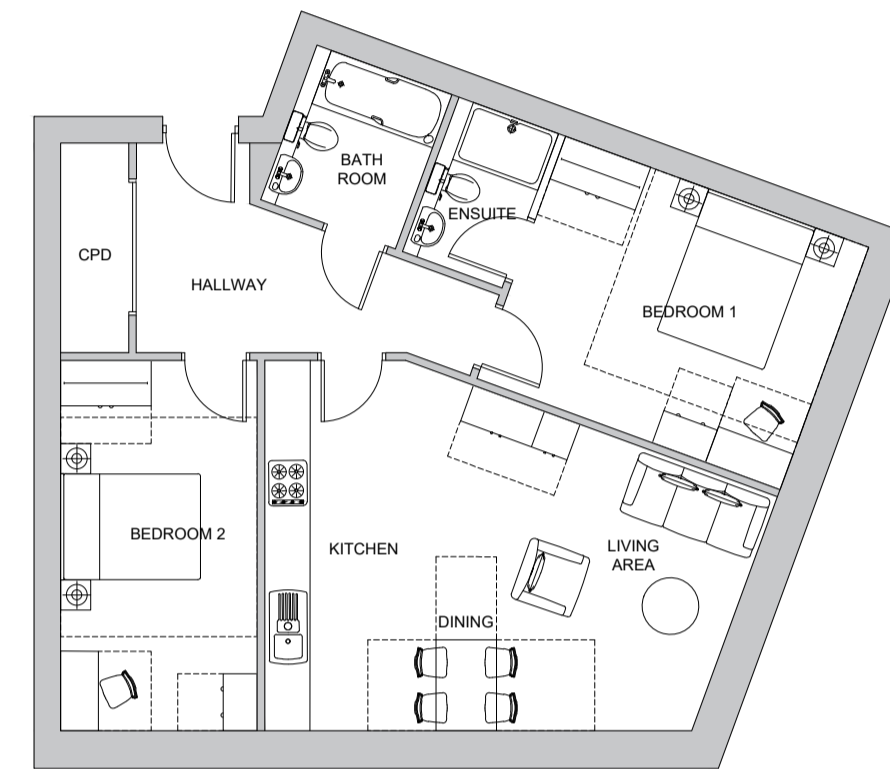 BATH
ROOM
ENSUITE
CPD
HALLWAY
BEDROOM 1
BEDROOM 2
KITCHEN
LIVING
AREA
DINING